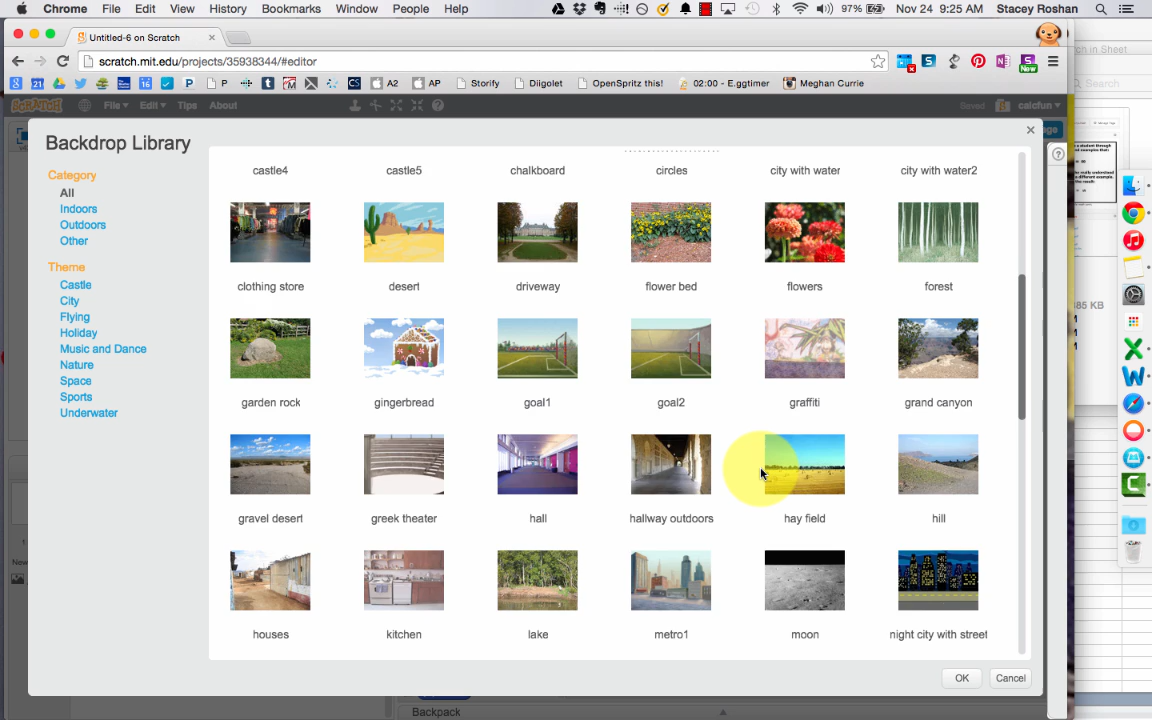 Chrome File Edit View History Bookmarks Window People Help 97% Nov 24 9:25 AM Stacey Roshan
Untitled-6 on Scratch
scratch.mit.edu/projects/35938344/#editor
P CS A2 AP Storify Diigolet OpenSpritz this! 02:00 - E.ggtimer Meghan Currie
SCRATCH File Edit Tips About Saved calcfun
Backdrop Library
Category
All
Indoors
Outdoors
Other
Theme
Castle
City
Flying
Holiday
Music and Dance
Nature
Space
Sports
Underwater
castle4 castle5 chalkboard circles city with water city with water2
clothing store desert driveway flower bed flowers forest
garden rock gingerbread goal1 goal2 graffiti grand canyon
gravel desert greek theater hall hallway outdoors hay field hill
houses kitchen lake metro1 moon night city with street
OK Cancel
Backpack
Search